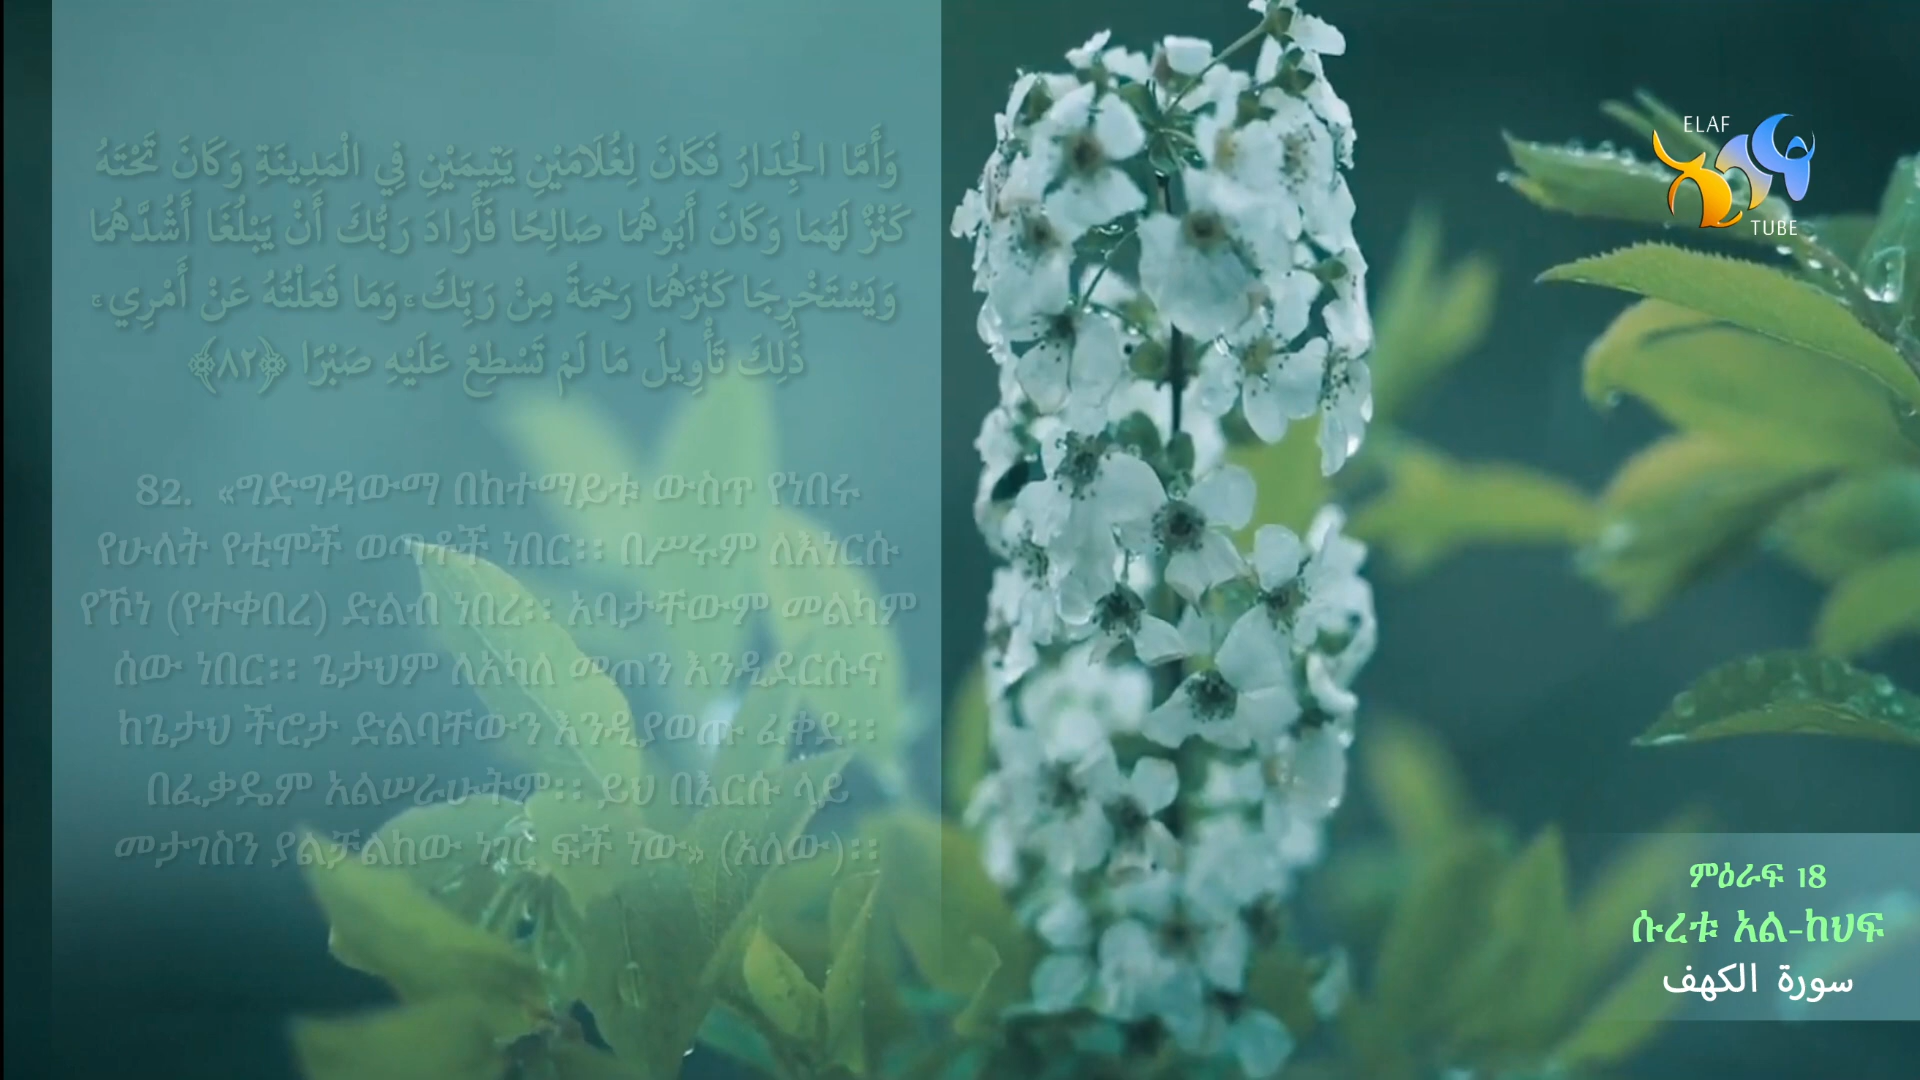 وَأَمَّا الْجِدَارُ فَكَانَ لِغُلَامَيْنِ يَتِيمَيْنِ فِي الْمَدِينَةِ وَكَانَ تَحْتَهُ
كَنْزٌ لَهُمَا وَكَانَ أَبُوهُمَا صَالِحًا فَأَرَادَ رَبُّكَ أَنْ يَبْلُغَا أَشُدَّهُمَا
وَيَسْتَخْرِجَا كَنْزَهُمَا رَحْمَةً مِنْ رَبِّكَ ۚ وَمَا فَعَلْتُهُ عَنْ أَمْرِي ۚ
ذَٰلِكَ تَأْوِيلُ مَا لَمْ تَسْطِعْ عَلَيْهِ صَبْرًا ﴿٨٢﴾
82. «ግድግዳውማ በከተማይቱ ውስጥ የነበሩ
የሁለት የቲሞች ወጣቶች ነበር፡፡ በሥሩም ለእነርሱ
የኾነ (የተቀበረ) ድልብ ነበረ፡፡ አባታቸውም መልካም
ሰው ነበር፡፡ ጌታህም ለአካለ መጠን እንዲደርሱና
ከጌታህ ችሮታ ድልባቸውን እንዲያወጡ ፈቀደ፡፡
በፈቃዴም አልሠራሁትም፡፡ ይህ በእርሱ ላይ
መታገስን ያልቻልከው ነገር ፍች ነው» (አለው)፡፡
ELAF
TUBE
ምዕራፍ 18
ሱረቱ አል-ከህፍ
سورة الكهف